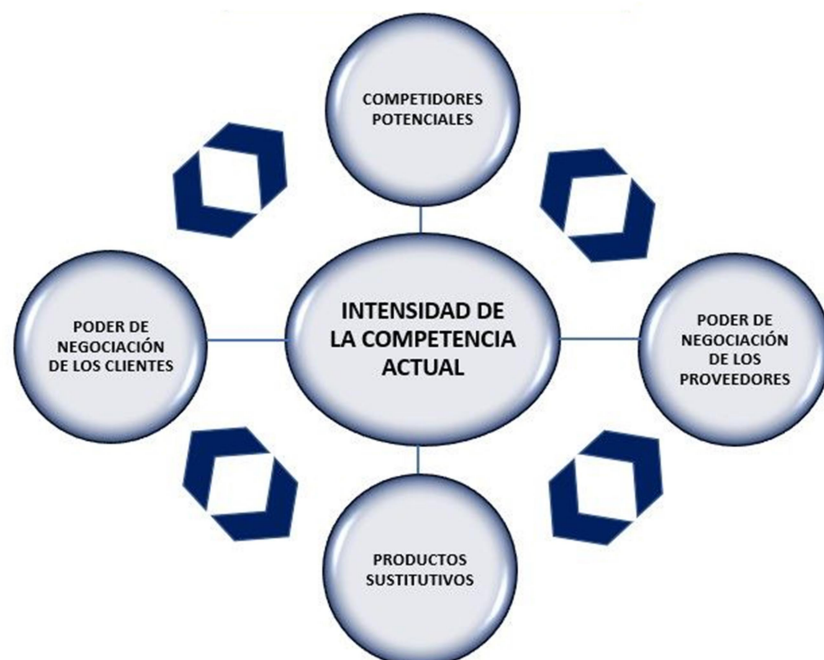 COMPETIDORES
POTENCIALES
PODER DE
NEGOCIACIÓN
DE LOS CLIENTES
INTENSIDAD DE
LA COMPETENCIA
ACTUAL
PODER DE
NEGOCIACIÓN
DE LOS
PROVEEDORES
PRODUCTOS
SUSTITUTIVOS